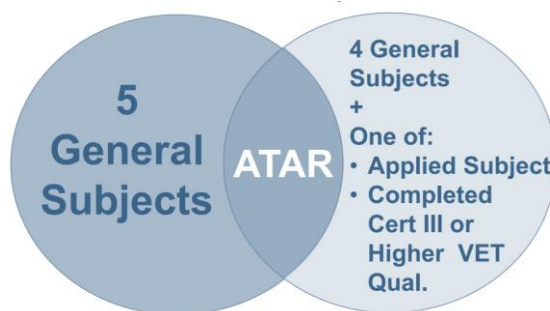 5
General
Subjects
ATAR
4 General
Subjects
+
One of:
• Applied Subject
• Completed
Cert III or
Higher VET
Qual.